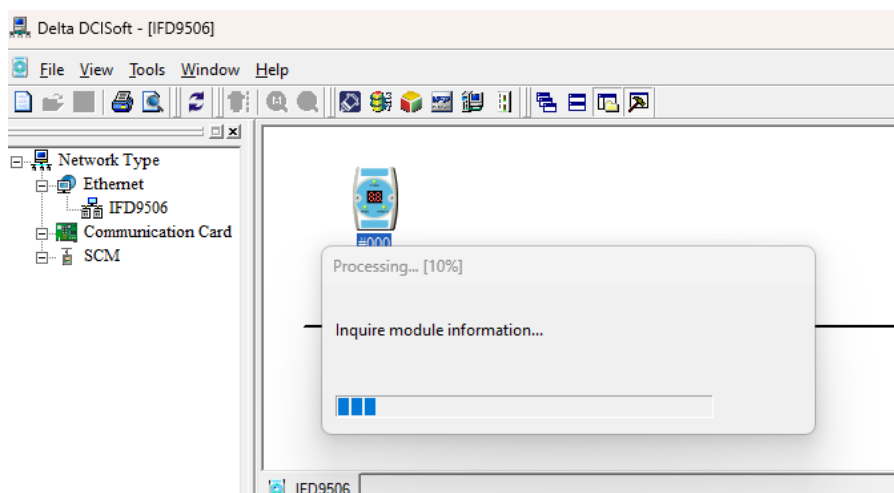 Delta DCISoft - [IFD9506]
File View Tools Window Help
Network Type
Ethernet
IFD9506
Communication Card
SCM
#000
Processing... [10%]
Inquire module information...
IFD9506